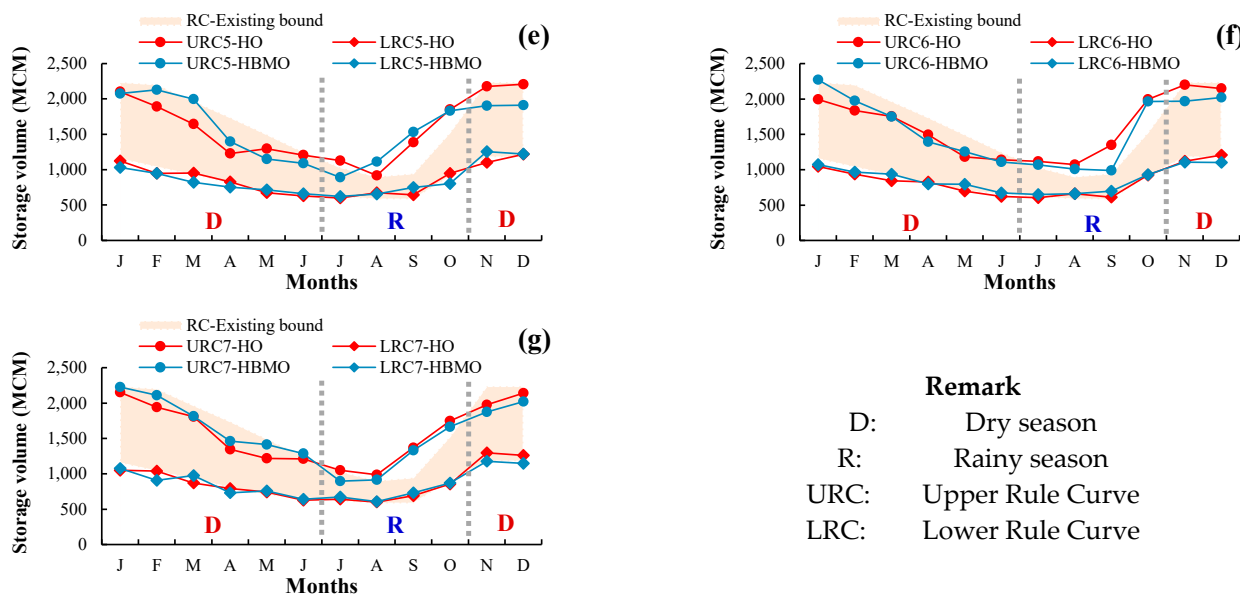 RC-Existing bound
URC5-HO LRC5-HO
URC5-HBMO LRC5-HBMO
(e)
Storage volume (MCM)
2,500
2,000
1,500
1,000
500
0
D R D
J F M A M J J A S O N D
Months
RC-Existing bound
URC6-HO LRC6-HO
URC6-HBMO LRC6-HBMO
(f)
Storage volume (MCM)
2,500
2,000
1,500
1,000
500
0
D R D
J F M A M J J A S O N D
Months
RC-Existing bound
URC7-HO LRC7-HO
URC7-HBMO LRC7-HBMO
(g)
Storage volume (MCM)
2,500
2,000
1,500
1,000
500
0
D R D
J F M A M J J A S O N D
Months
Remark
D: Dry season
R: Rainy season
URC: Upper Rule Curve
LRC: Lower Rule Curve